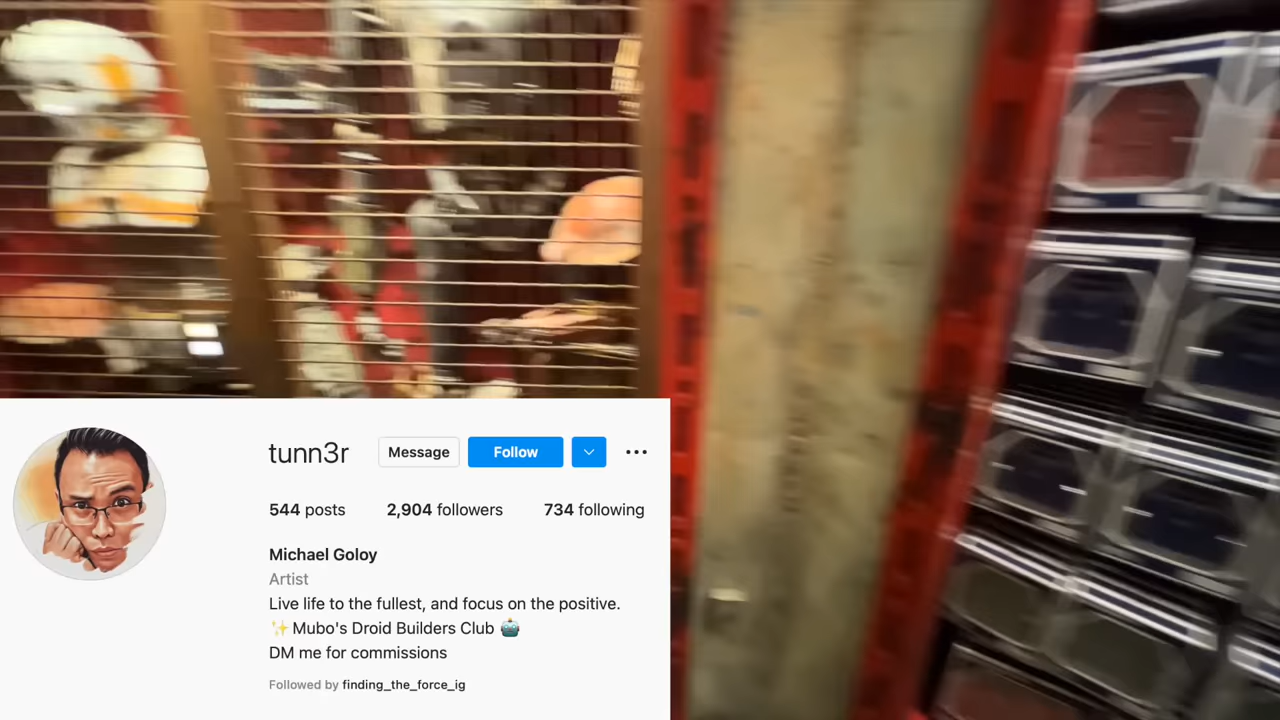 tunn3r Message Follow
544 posts 2,904 followers 734 following
Michael Goloy
Artist
Live life to the fullest, and focus on the positive.
✨ Mubo's Droid Builders Club 🤖
DM me for commissions
Followed by finding_the_force_ig